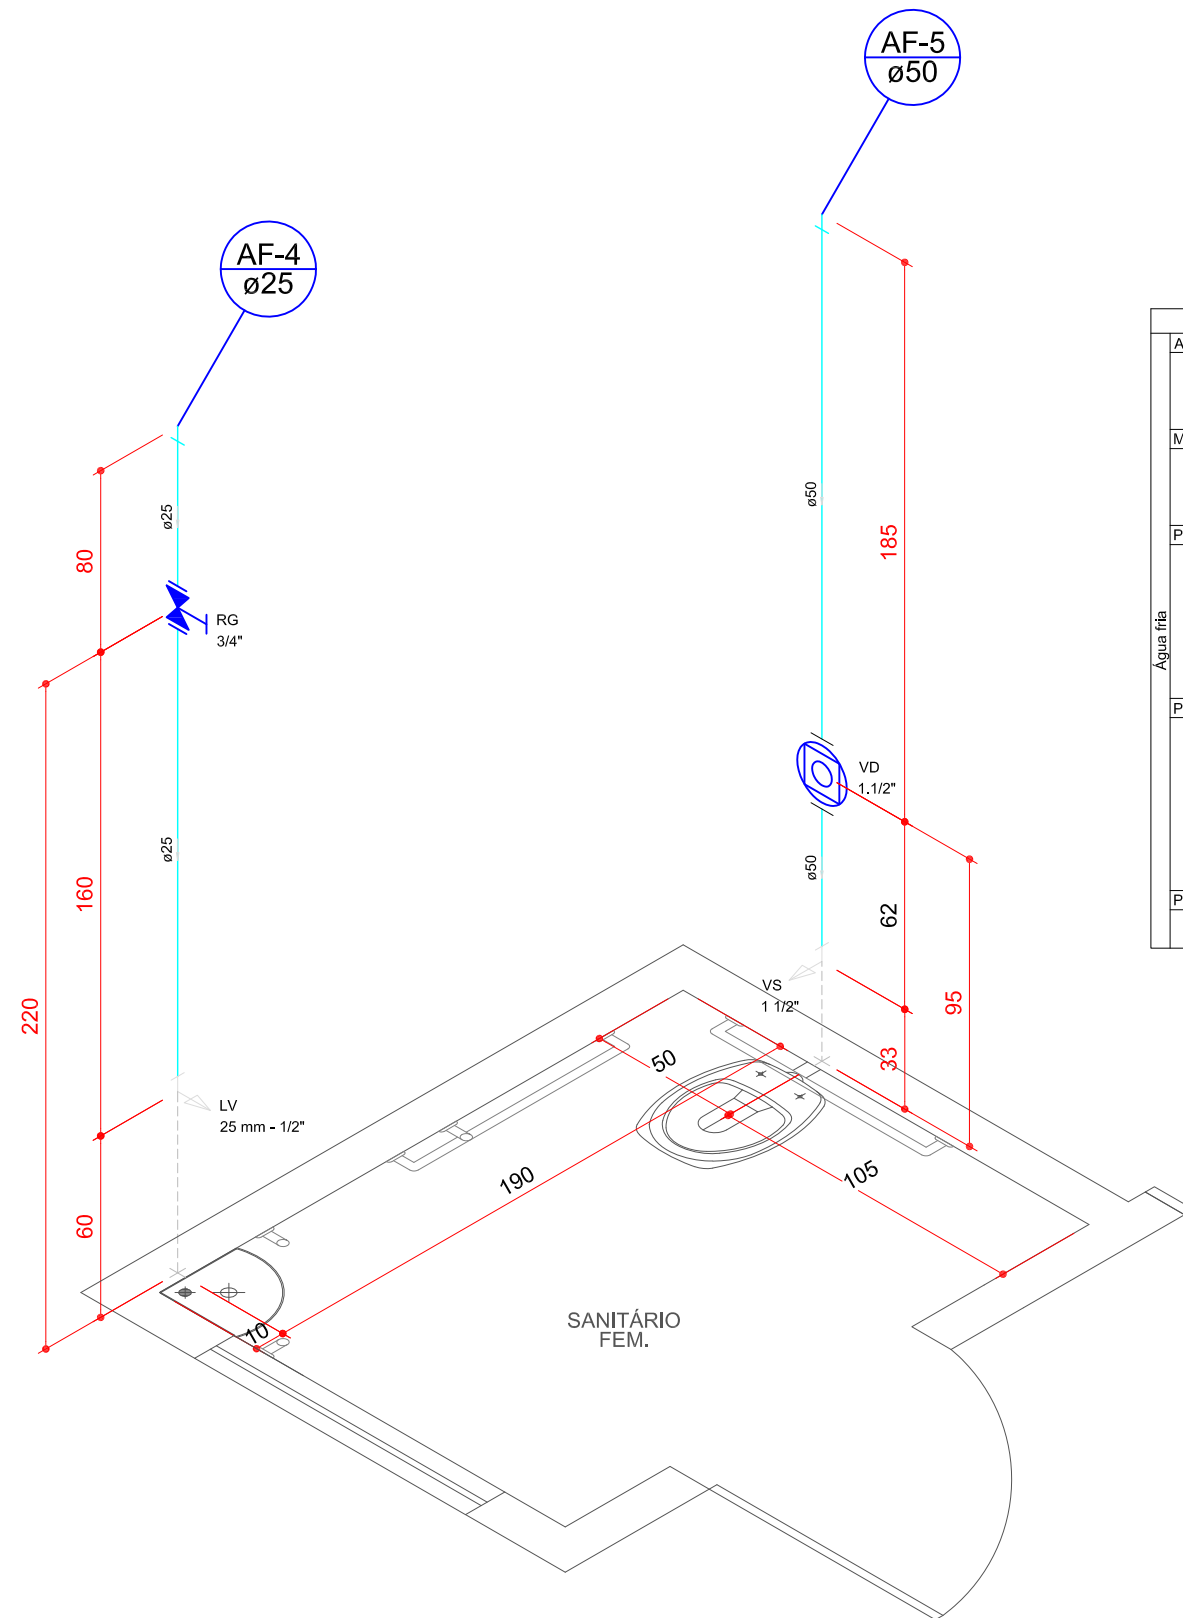 AF-5
ø50
AF-4
ø25
ø25
80
RG
3/4"
ø50
185
A
M
P
P
P
Água fria
VD
1.1/2"
ø25
160
ø50
62
220
95
VS
1 1/2"
33
LV
25 mm - 1/2"
50
190
105
60
10
SANITÁRIO
FEM.